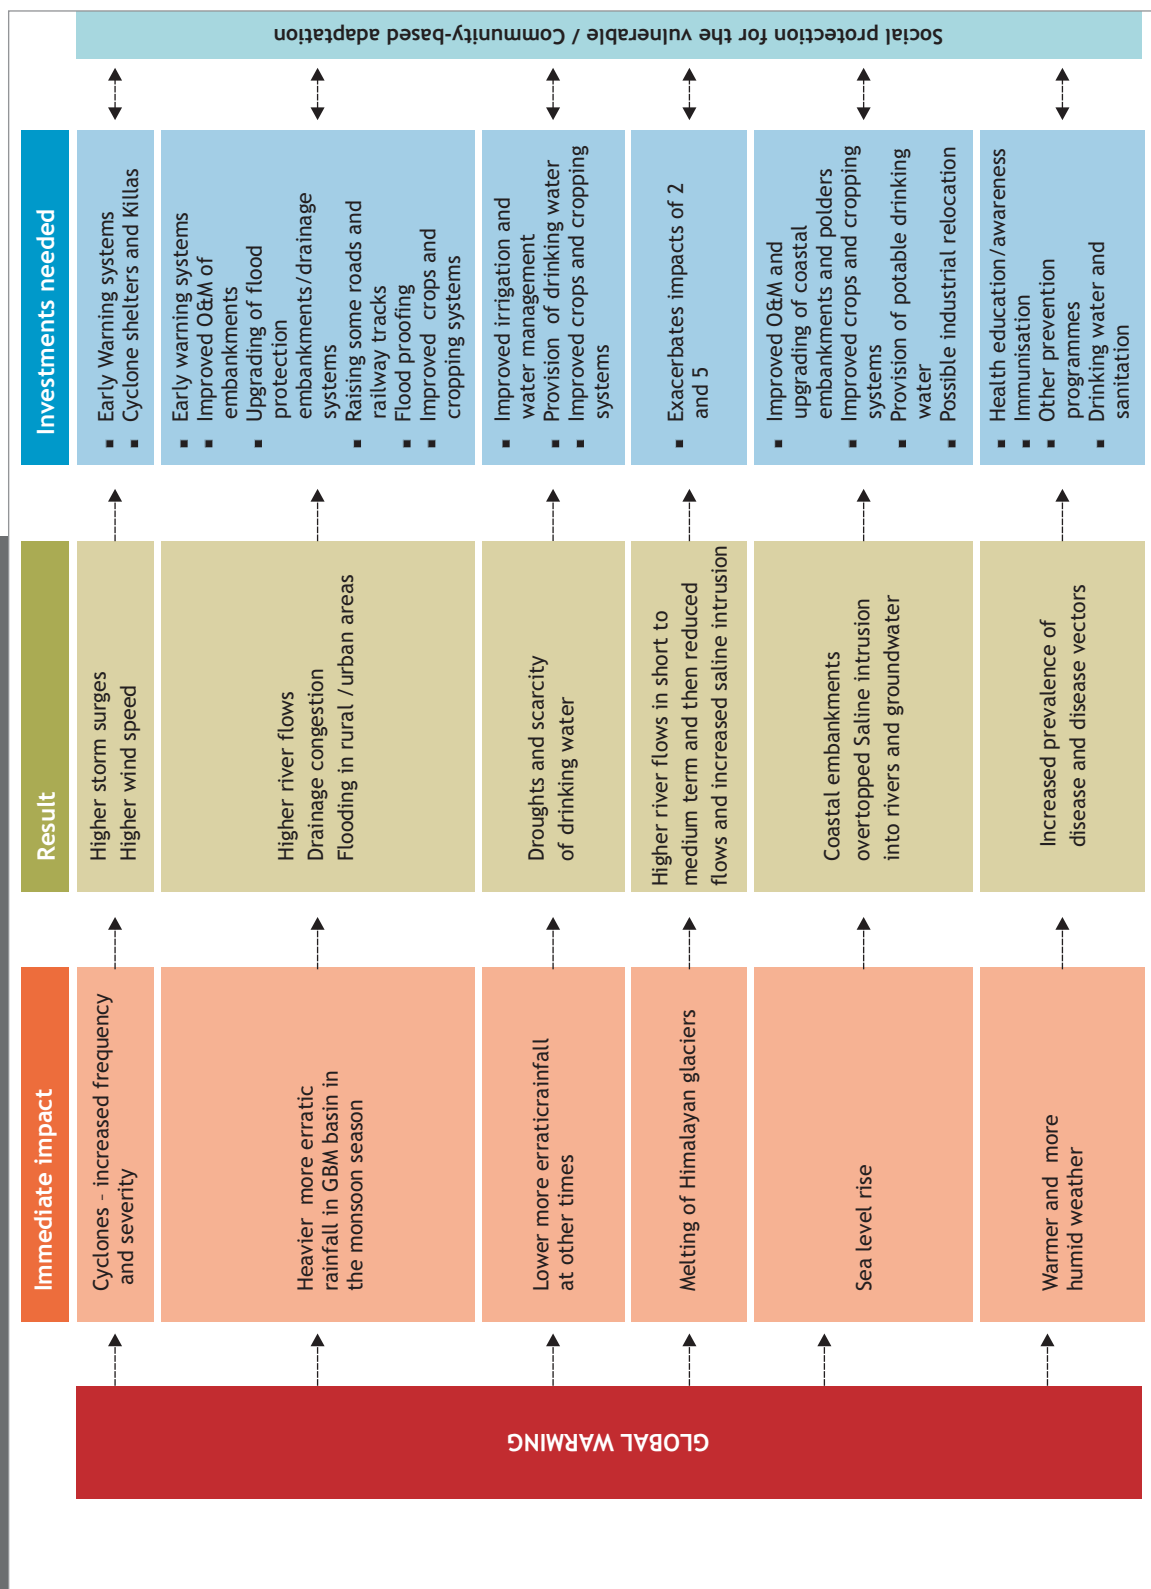 GLOBAL WARMING
Immediate impact
Result
Investments needed
Cyclones - increased frequency
and severity
Higher storm surges
Higher wind speed
▪ Early Warning systems
▪ Cyclone shelters and Killas
Heavier more erratic
rainfall in GBM basin in
the monsoon season
Higher river flows
Drainage congestion
Flooding in rural /urban areas
▪ Early warning systems
▪ Improved O&M of
embankments
▪ Upgrading of flood
protection
embankments/drainage
systems
▪ Raising some roads and
railway tracks
▪ Flood proofing
▪ Improved crops and
cropping systems
Lower more erraticrainfall
at other times
Droughts and scarcity
of drinking water
▪ Improved irrigation and
water management
▪ Provision of drinking water
▪ Improved crops and cropping
systems
Melting of Himalayan glaciers
Higher river flows in short to
medium term and then reduced
flows and increased saline intrusion
▪ Exacerbates impacts of 2
and 5
Sea level rise
Coastal embankments
overtopped Saline intrusion
into rivers and groundwater
▪ Improved O&M and
upgrading of coastal
embankments and polders
▪ Improved crops and cropping
systems
▪ Provision of potable drinking
water
▪ Possible industrial relocation
Warmer and more
humid weather
Increased prevalence of
disease and disease vectors
▪ Health education/awareness
▪ Immunisation
▪ Other prevention
programmes
▪ Drinking water and
sanitation
Social protection for the vulnerable / Community-based adaptation